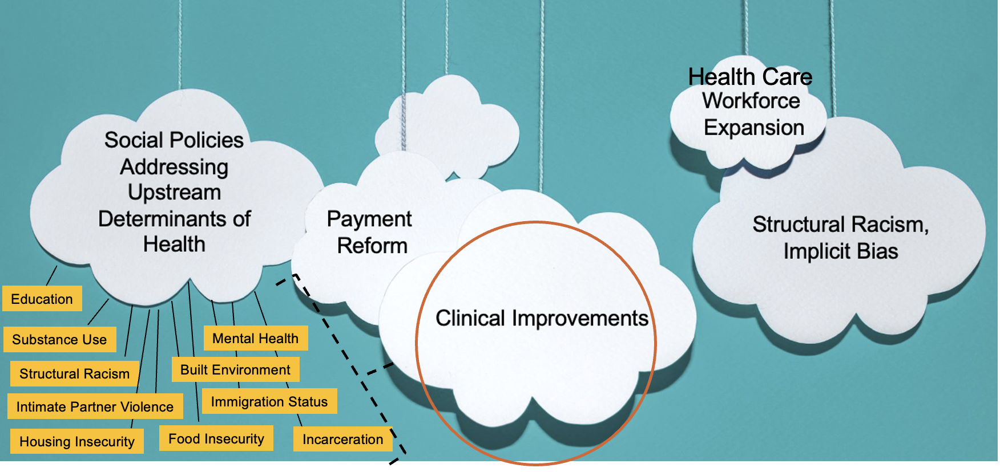 Health Care
Workforce
Expansion
Social Policies
Addressing
Upstream
Determinants of
Health
Payment
Reform
Structural Racism,
Implicit Bias
Clinical Improvements
Education
Substance Use
Mental Health
Structural Racism
Built Environment
Intimate Partner Violence
Immigration Status
Housing Insecurity
Food Insecurity
Incarceration